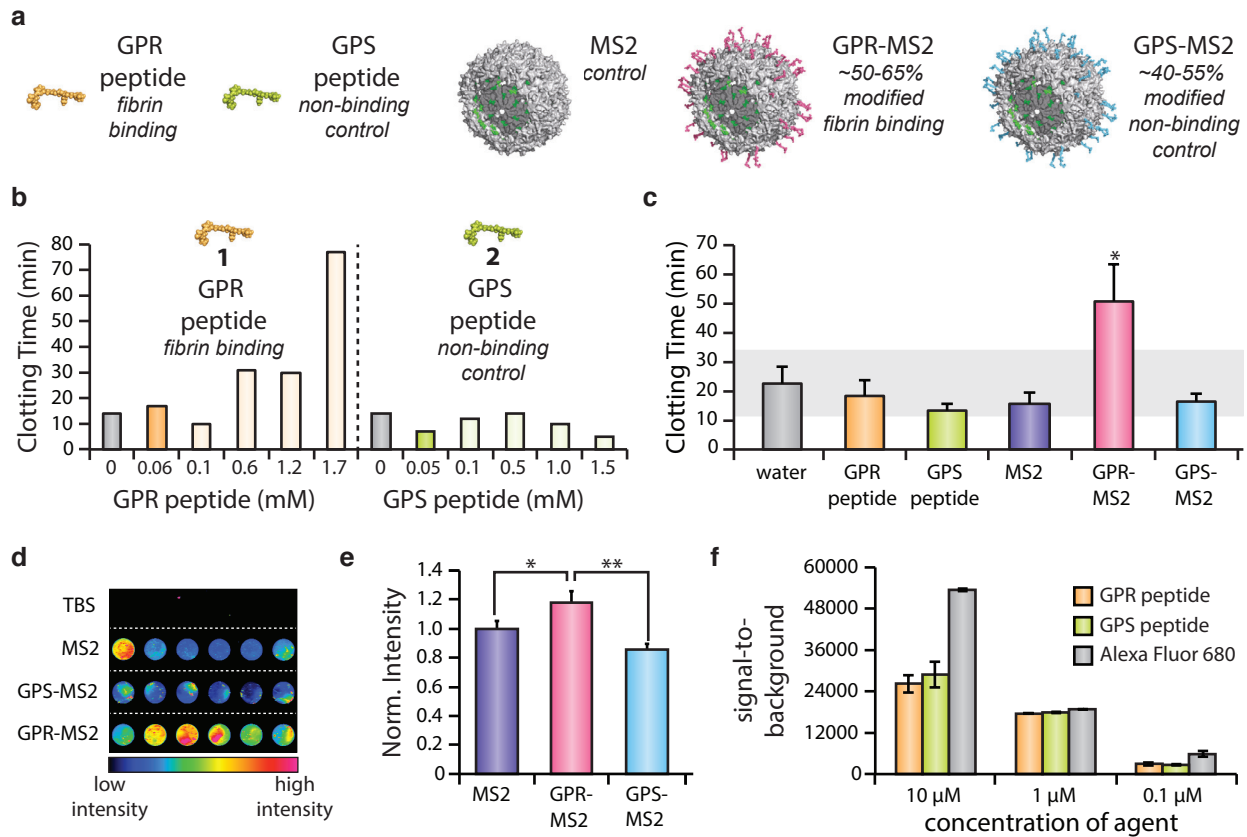 a
GPR
peptide
fibrin
binding
GPS
peptide
non-binding
control
MS2
control
GPR-MS2
~50-65%
modified
fibrin binding
GPS-MS2
~40-55%
modified
non-binding
control
b
Clotting Time (min)
80
70
60
50
40
30
20
10
0
1
GPR
peptide
fibrin binding
2
GPS
peptide
non-binding
control
0 0.06 0.1 0.6 1.2 1.7 0 0.05 0.1 0.5 1.0 1.5
GPR peptide (mM) GPS peptide (mM)
c
Clotting Time (min)
70
60
50
40
30
20
10
0
*
water GPR peptide GPS peptide MS2 GPR-MS2 GPS-MS2
d
TBS
MS2
GPS-MS2
GPR-MS2
low intensity
high intensity
e
Norm. Intensity
1.4
1.2
1.0
0.8
0.6
0.4
0.2
0
* **
MS2 GPR-MS2 GPS-MS2
f
signal-to-background
60000
48000
36000
24000
12000
0
GPR peptide
GPS peptide
Alexa Fluor 680
10 μM 1 μM 0.1 μM
concentration of agent